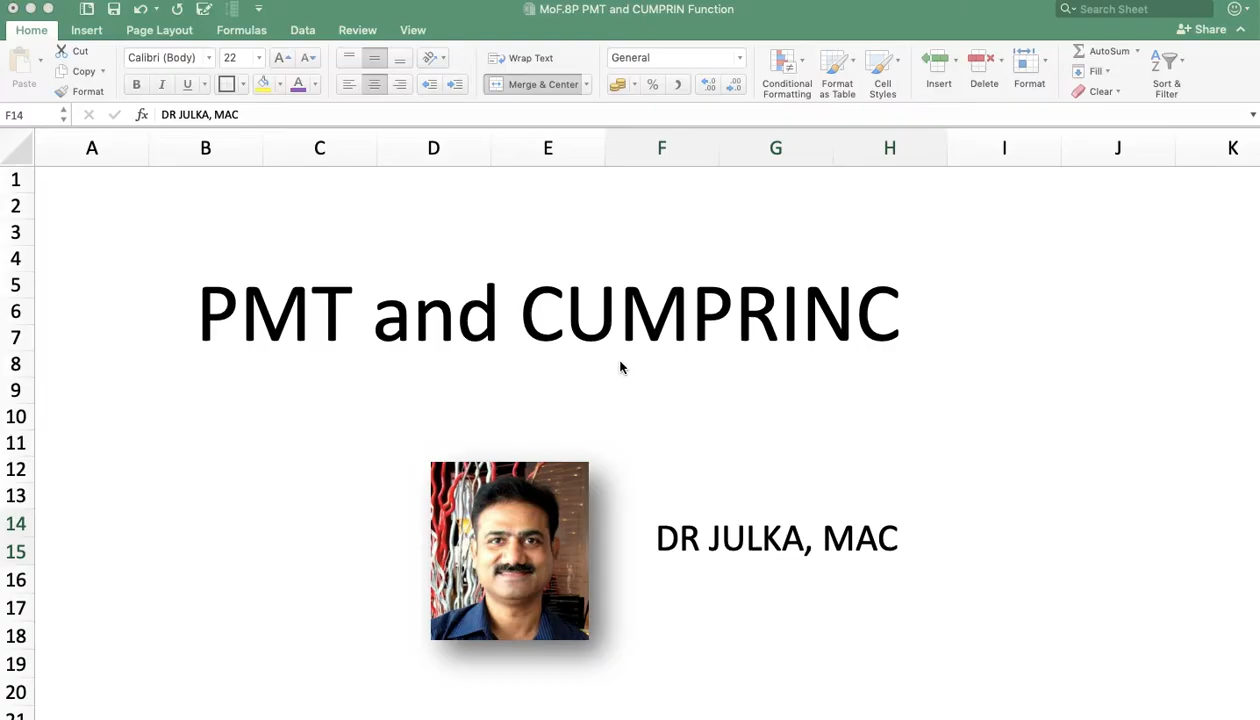 MoF.8P PMT and CUMPRIN Function
Search Sheet
Home Insert Page Layout Formulas Data Review View
Share
Paste
Cut
Copy
Format
Calibri (Body) 22
B I U
Wrap Text
Merge & Center
General
%
Conditional Formatting
Format as Table
Cell Styles
Insert
Delete
Format
AutoSum
Fill
Clear
Sort & Filter
F14 fx DR JULKA, MAC
A B C D E F G H I J K
1
2
3
4
5
6
7
8
9
10
11
12
13
14
15
16
17
18
19
20
21
PMT and CUMPRINC
DR JULKA, MAC